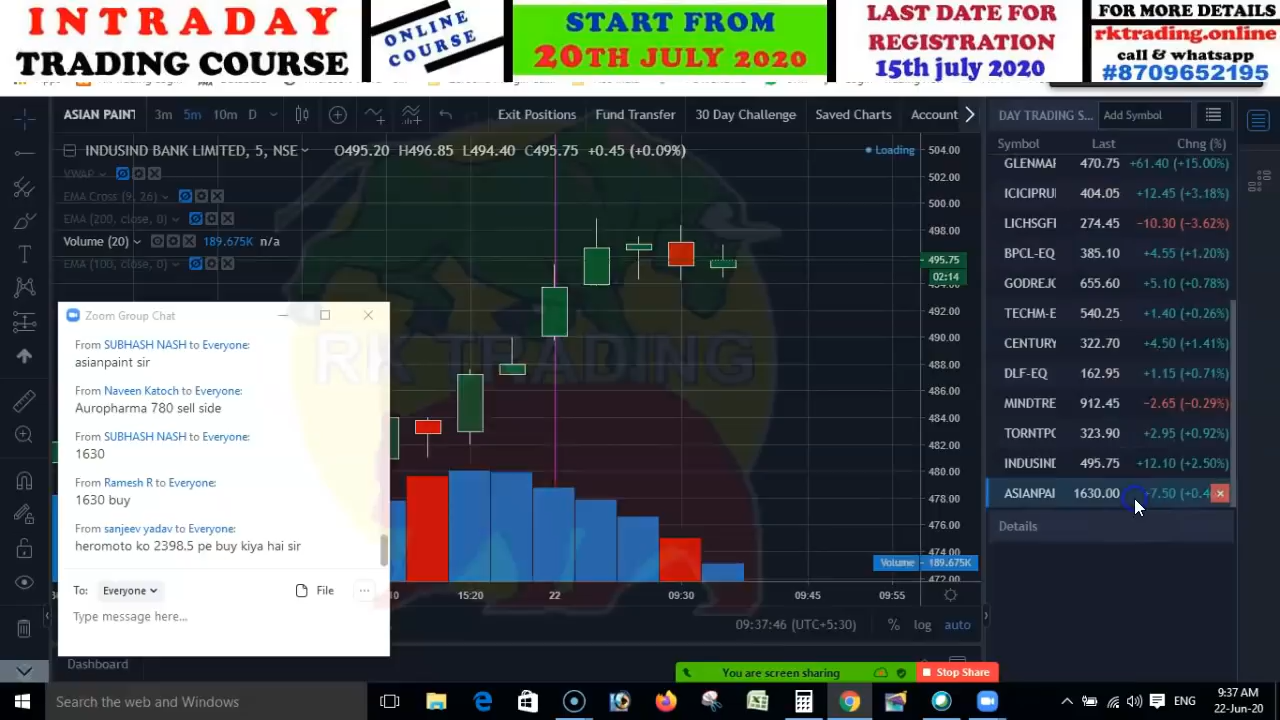 INTRADAY
TRADING COURSE
ONLINE
COURSE
START FROM
20TH JULY 2020
LAST DATE FOR
REGISTRATION
15th july 2020
FOR MORE DETAILS
rktrading.online
call & whatsapp
#8709652195
ASIAN PAINT 3m 5m 10m D
Exit Positions Fund Transfer 30 Day Challenge Saved Charts Account
DAY TRADING S... Add Symbol
INDUSIND BANK LIMITED, 5, NSE O495.20 H496.85 L494.40 C495.75 +0.45 (+0.09%)
Loading
VWAP
EMA Cross (9, 26)
EMA (200, close, 0)
Volume (20) 189.675K n/a
EMA (100, close, 0)
RK TRADING
504.00
502.00
500.00
498.00
495.75
02:14
494.00
492.00
490.00
488.00
486.00
484.00
482.00
480.00
478.00
476.00
474.00
472.00
Volume 189.675K
Symbol Last Chng (%)
GLENMAR 470.75 +61.40 (+15.00%)
ICICIPRUI 404.05 +12.45 (+3.18%)
LICHSGFI 274.45 −10.30 (−3.62%)
BPCL-EQ 385.10 +4.55 (+1.20%)
GODREJC 655.60 +5.10 (+0.78%)
TECHM-E 540.25 +1.40 (+0.26%)
CENTURY 322.70 +4.50 (+1.41%)
DLF-EQ 162.95 +1.15 (+0.71%)
MINDTRE 912.45 −2.65 (−0.29%)
TORNTPO 323.90 +2.95 (+0.92%)
INDUSIND 495.75 +12.10 (+2.50%)
ASIANPAI 1630.00 +7.50 (+0.4
Details
Zoom Group Chat
From SUBHASH NASH to Everyone:
asianpaint sir
From Naveen Katoch to Everyone:
Auropharma 780 sell side
From SUBHASH NASH to Everyone:
1630
From Ramesh R to Everyone:
1630 buy
From sanjeev yadav to Everyone:
heromoto ko 2398.5 pe buy kiya hai sir
To: Everyone File ...
Type message here...
15:20 22 09:30 09:45 09:55
09:37:46 (UTC+5:30) % log auto
Dashboard
You are screen sharing Stop Share
Search the web and Windows
ENG
9:37 AM
22-Jun-20